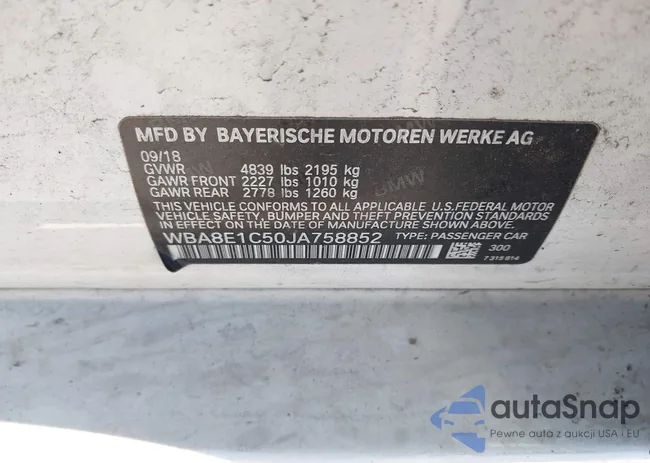 MFD BY BAYERISCHE MOTOREN WERKE AG
09/18
GVWR 4839 lbs 2195 kg
GAWR FRONT 2227 lbs 1010 kg
GAWR REAR 2778 lbs 1260 kg
THIS VEHICLE CONFORMS TO ALL APPLICABLE U.S. FEDERAL MOTOR
VEHICLE SAFETY, BUMPER AND THEFT PREVENTION STANDARDS
IN EFFECT ON THE DATE OF MANUFACTURE SHOWN ABOVE.
WBA8E1C50JA758852 TYPE: PASSENGER CAR
300
7315814
autaSnap
Pewne auta z aukcji USA i EU